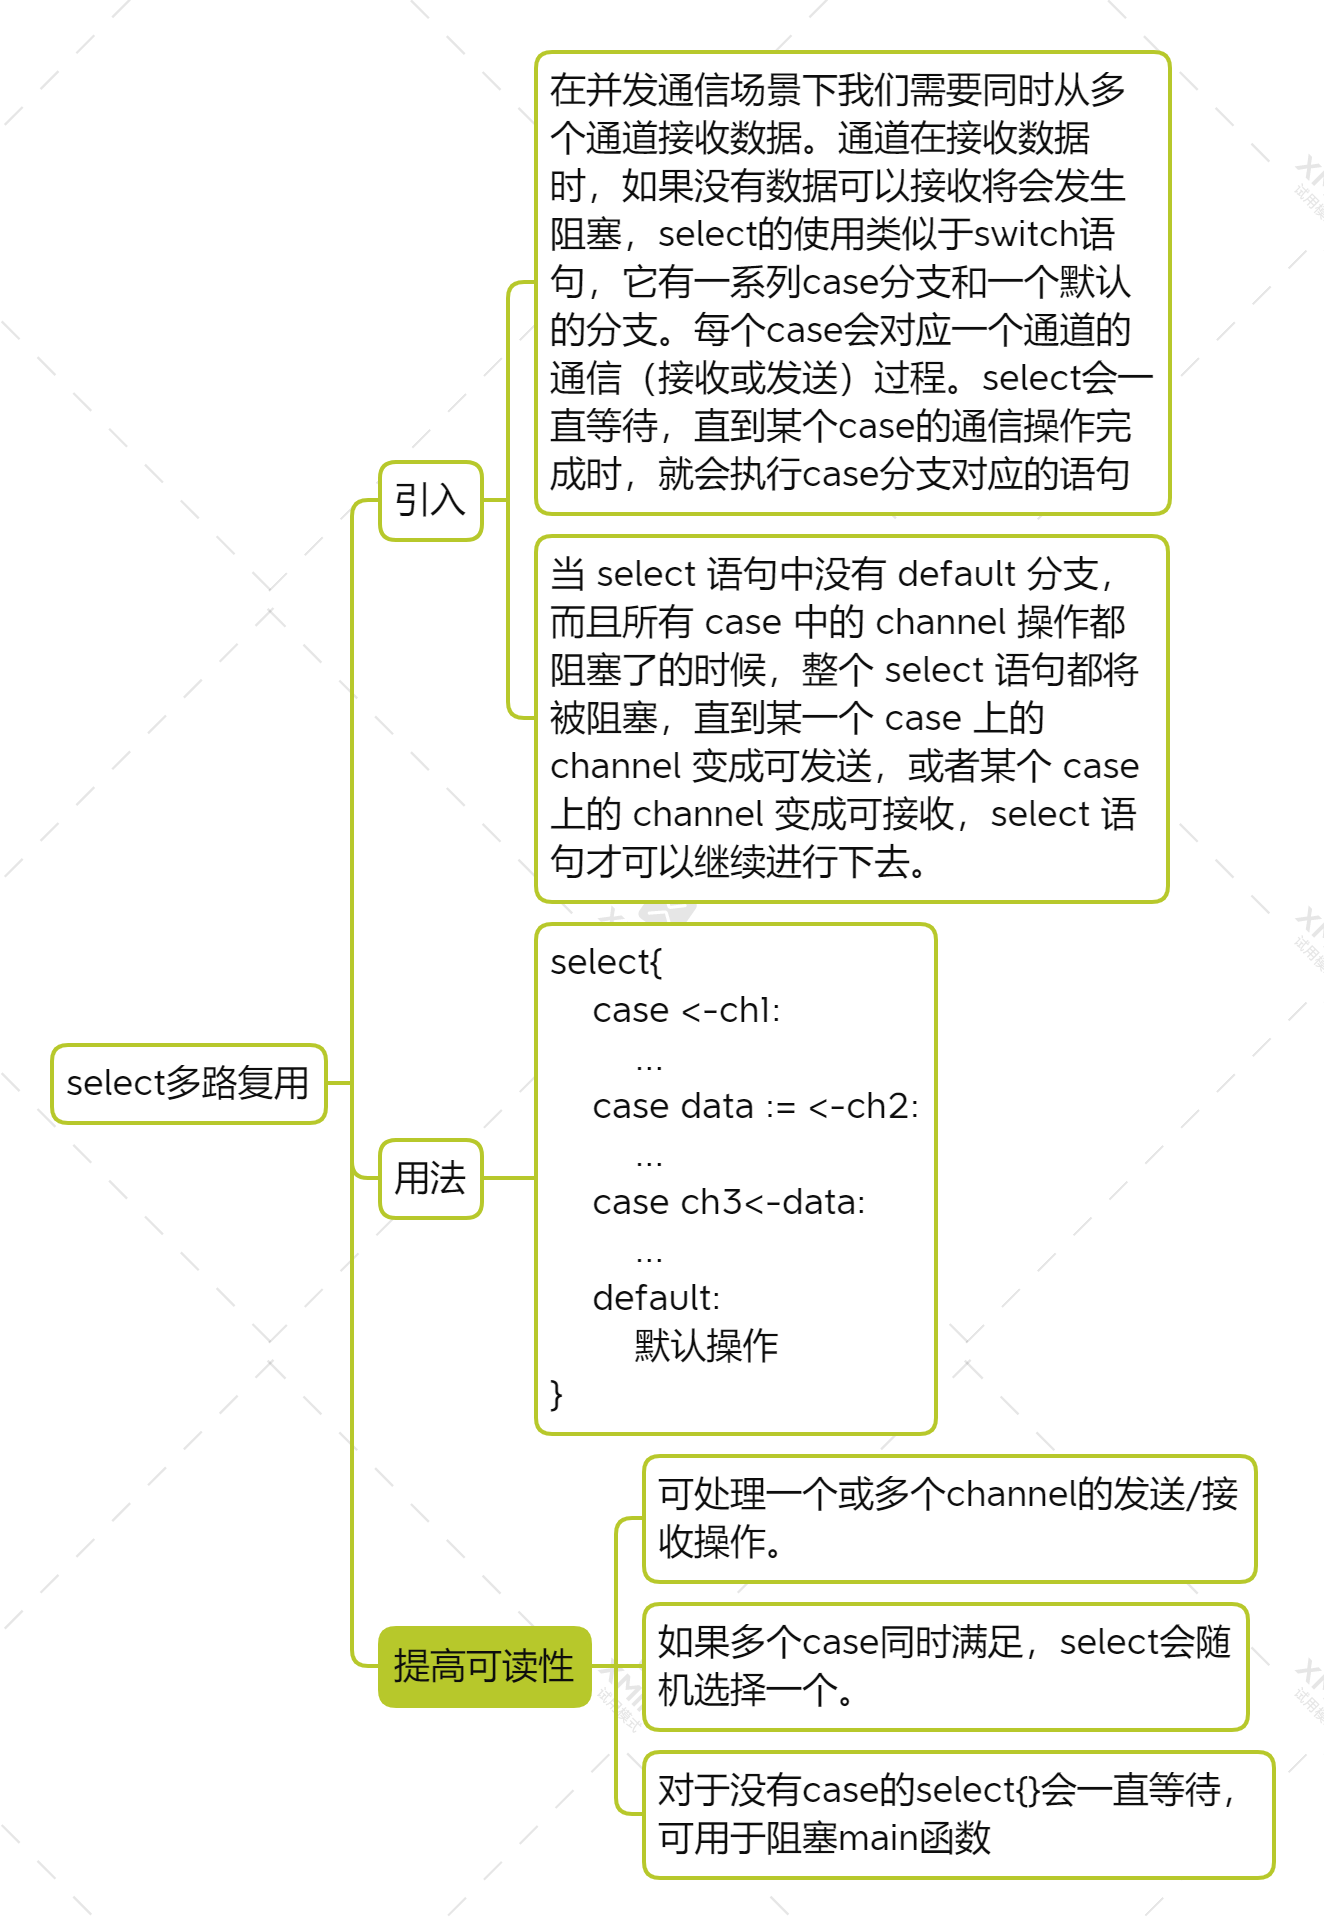 在并发通信场景下我们需要同时从多
个通道接收数据。通道在接收数据
时，如果没有数据可以接收将会发生
阻塞，select的使用类似于switch语
句，它有一系列case分支和一个默认
的分支。每个case会对应一个通道的
通信（接收或发送）过程。select会一
直等待，直到某个case的通信操作完
成时，就会执行case分支对应的语句
引入
当 select 语句中没有 default 分支，
而且所有 case 中的 channel 操作都
阻塞了的时候，整个 select 语句都将
被阻塞，直到某一个 case 上的
channel 变成可发送，或者某个 case
上的 channel 变成可接收，select 语
句才可以继续进行下去。
select多路复用
用法
select{
    case <-ch1:
        ...
    case data := <-ch2:
        ...
    case ch3<-data:
        ...
    default:
        默认操作
}
提高可读性
可处理一个或多个channel的发送/接
收操作。
如果多个case同时满足，select会随
机选择一个。
对于没有case的select{}会一直等待，
可用于阻塞main函数
试用模式